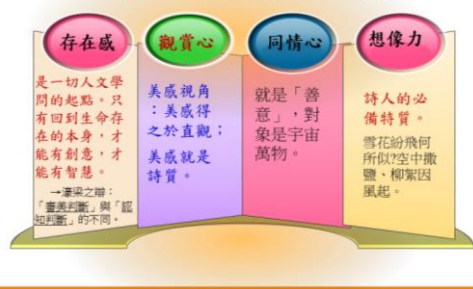 存在感
是一切人文學
問的起點。只
有回到生命存
在的本身，才
能有創意，才
能有智慧。
→濠梁之辯：
「審美判斷」與「認
知判斷」的不同。
觀賞心
美感視角
：美感得
之於直觀；
美感就是
詩質。
同情心
就是「善
意」，對
象是宇宙
萬物。
想像力
詩人的必
備特質。
雪花紛飛何
所似?空中撒
鹽、柳絮因
風起。